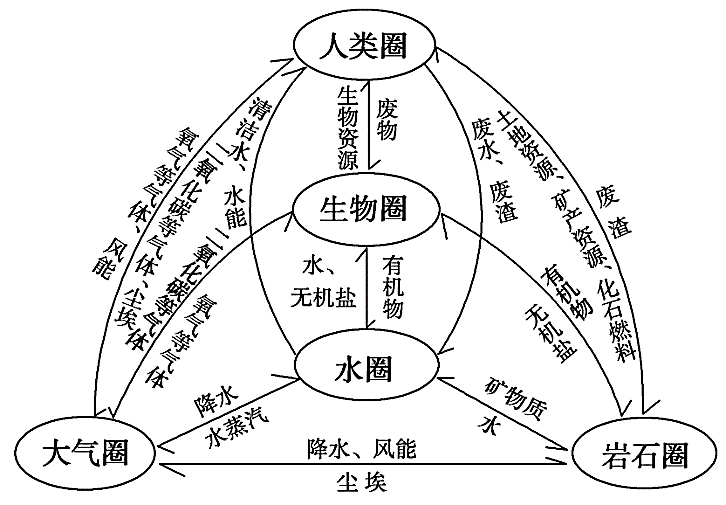 人类圈
生物资源
废物
清洁水、水能
二氧化碳等气体、尘埃
氧气等气体、风能
废水、废渣
土地资源、矿产资源、化石燃料
废渣
生物圈
二氧化碳等气体
氧气等气体
水、
无机盐
有机物
有机物
无机盐
水圈
降水
水蒸汽
矿物质
水
大气圈
降水、风能
尘埃
岩石圈